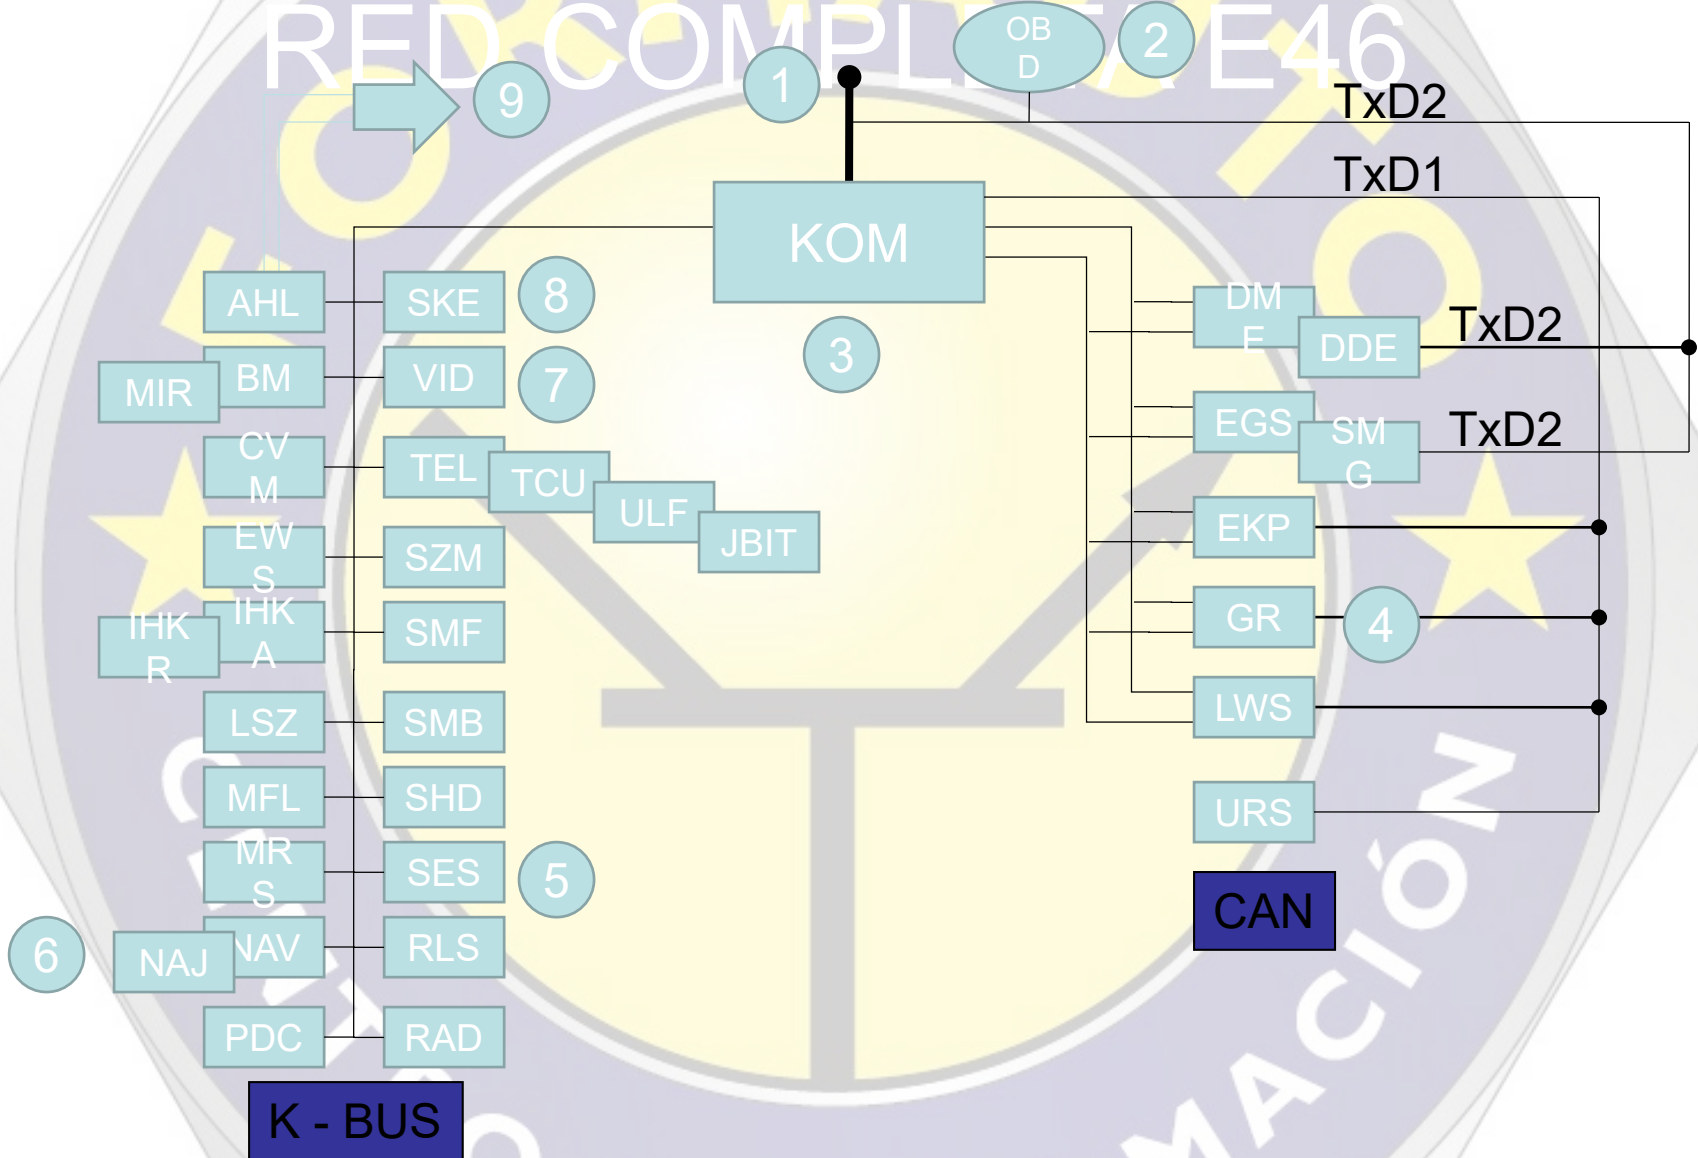 RED COMPLETA E46
OB
D
2
1
9
TxD2
TxD1
KOM
AHL
SKE
8
3
DM
E
DDE
TxD2
MIR
BM
VID
7
CV
M
TEL
TCU
ULF
JBIT
EGS
SM
G
TxD2
EW
S
SZM
EKP
IHK
R
IHK
A
SMF
GR
4
LSZ
SMB
LWS
MFL
SHD
URS
MR
S
SES
5
CAN
6
NAJ
NAV
RLS
PDC
RAD
K - BUS